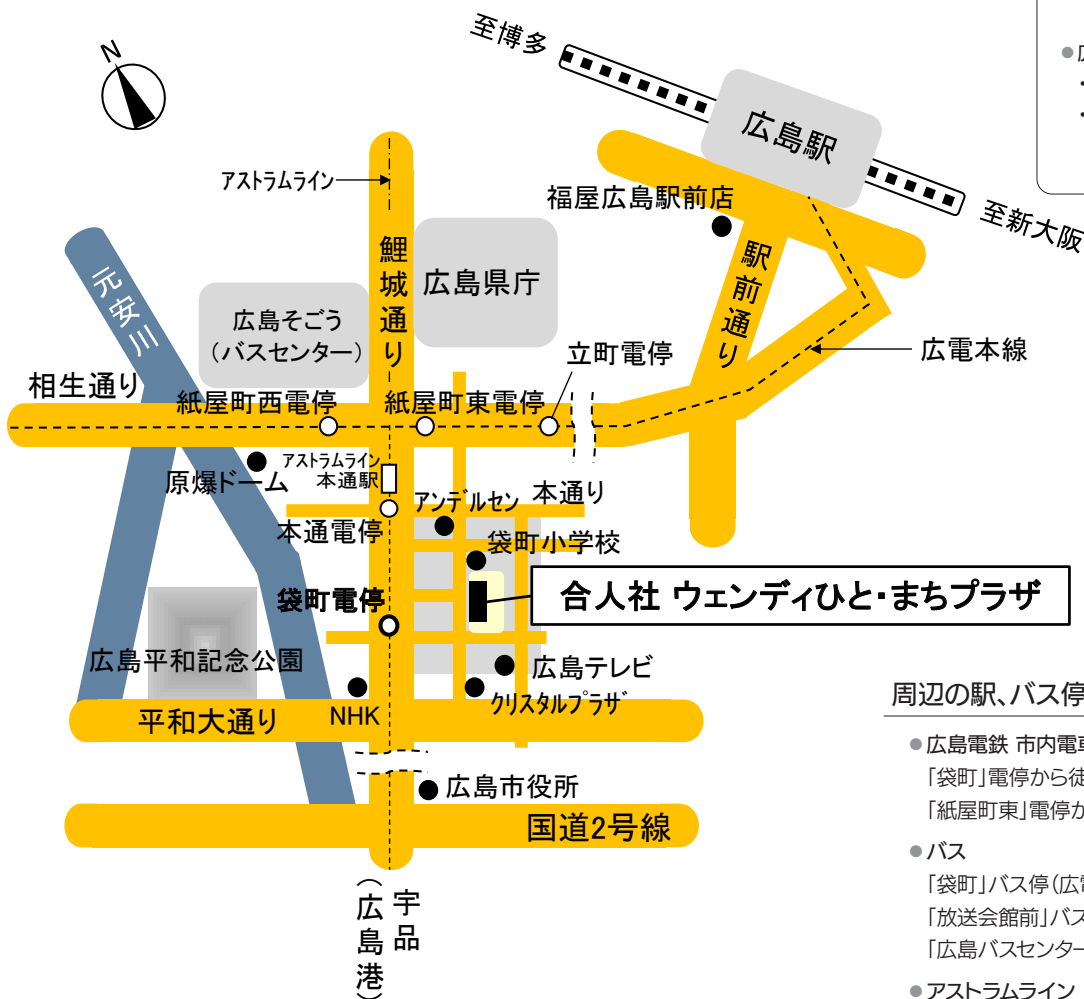 N
至博多
広島駅
至新大阪
アストラムライン
福屋広島駅前店
鯉城通り
広島県庁
駅前通り
元安川
広島そごう
（バスセンター）
立町電停
広電本線
相生通り
紙屋町西電停
紙屋町東電停
原爆ドーム
アストラムライン
本通駅
アンデルセン
本通り
本通電停
袋町小学校
袋町電停
合人社 ウェンディひと・まちプラザ
広島平和記念公園
広島テレビ
クリスタルプラザ
平和大通り
NHK
広島市役所
国道2号線
宇品
（広島港）
周辺の駅、バス停
●広島電鉄 市内電車
「袋町」電停から徒
「紙屋町東」電停か
●バス
「袋町」バス停（広電
「放送会館前」バス
「広島バスセンター
●アストラムライン